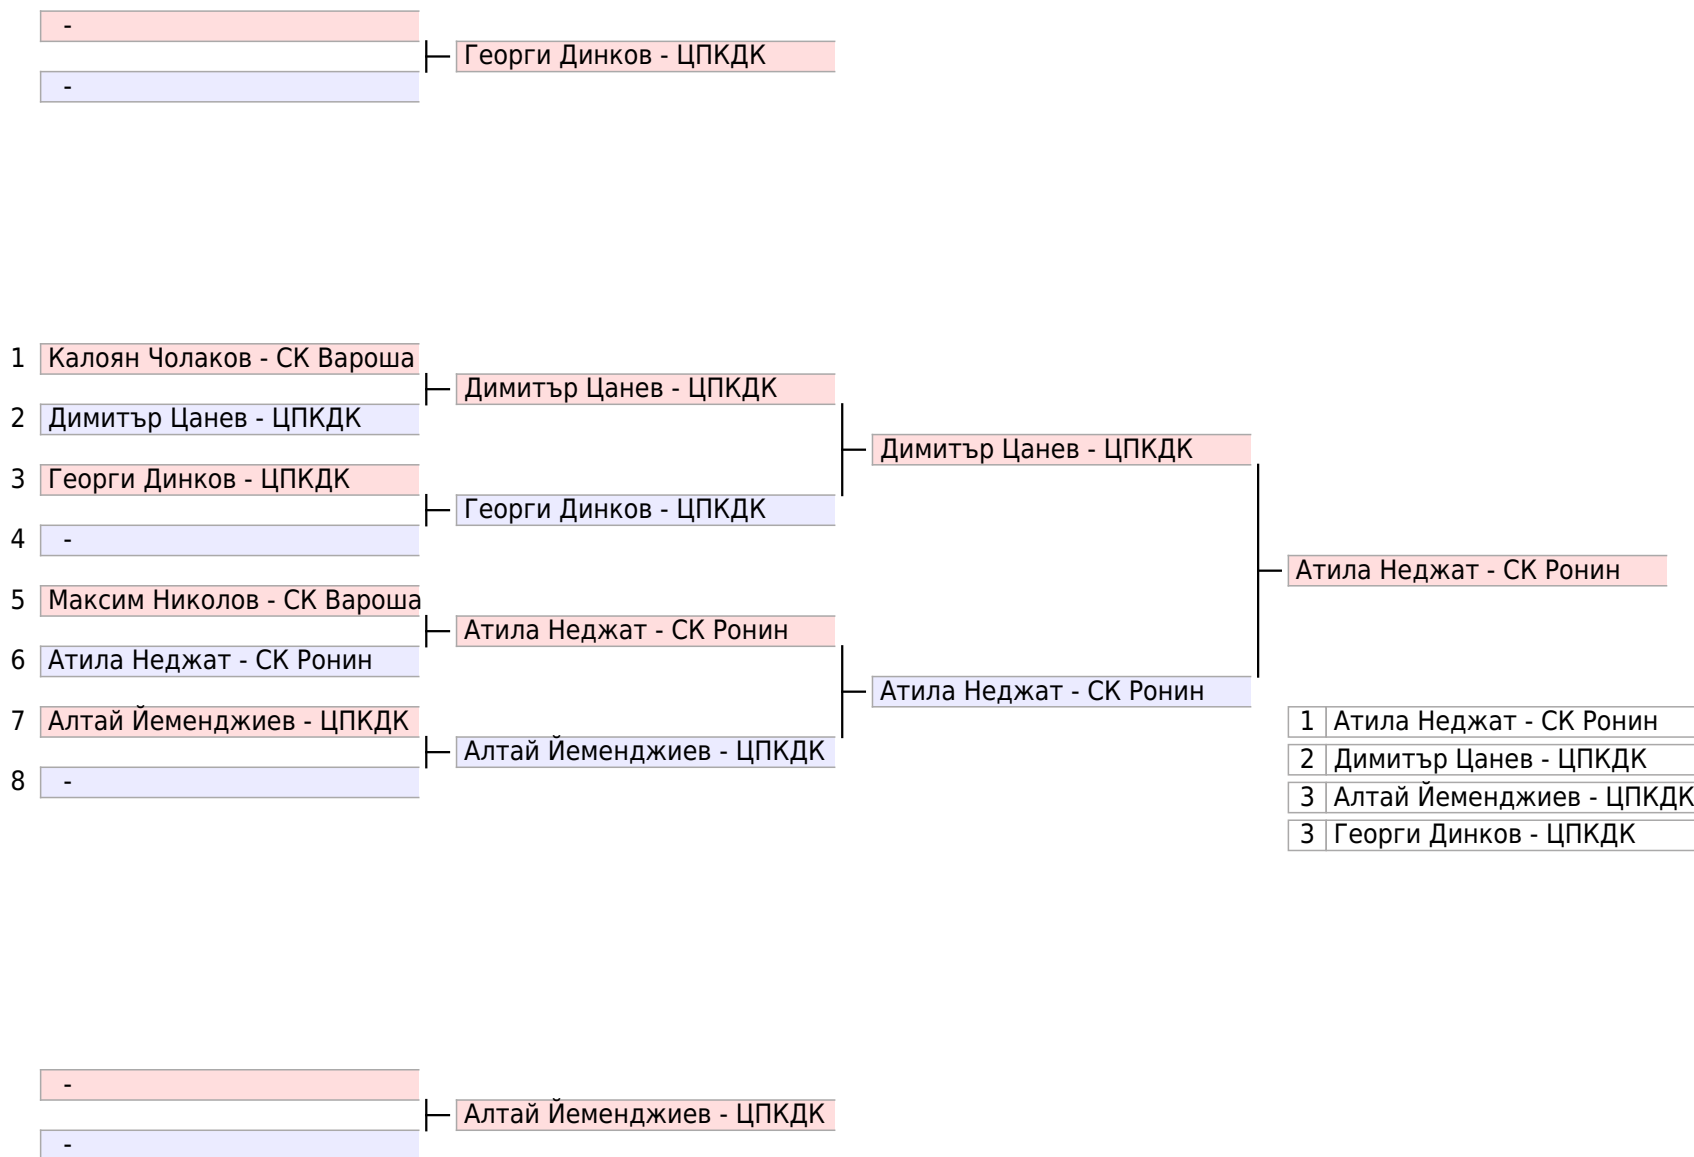 -
Георги Динков - ЦПКДК
-
1 Калоян Чолаков - СК Вароша
Димитър Цанев - ЦПКДК
2 Димитър Цанев - ЦПКДК
Димитър Цанев - ЦПКДК
3 Георги Динков - ЦПКДК
Георги Динков - ЦПКДК
4 -
Атила Неджат - СК Ронин
5 Максим Николов - СК Вароша
Атила Неджат - СК Ронин
6 Атила Неджат - СК Ронин
Атила Неджат - СК Ронин
7 Алтай Йеменджиев - ЦПКДК
Алтай Йеменджиев - ЦПКДК
8 -
1 Атила Неджат - СК Ронин
2 Димитър Цанев - ЦПКДК
3 Алтай Йеменджиев - ЦПКДК
3 Георги Динков - ЦПКДК
-
Алтай Йеменджиев - ЦПКДК
-